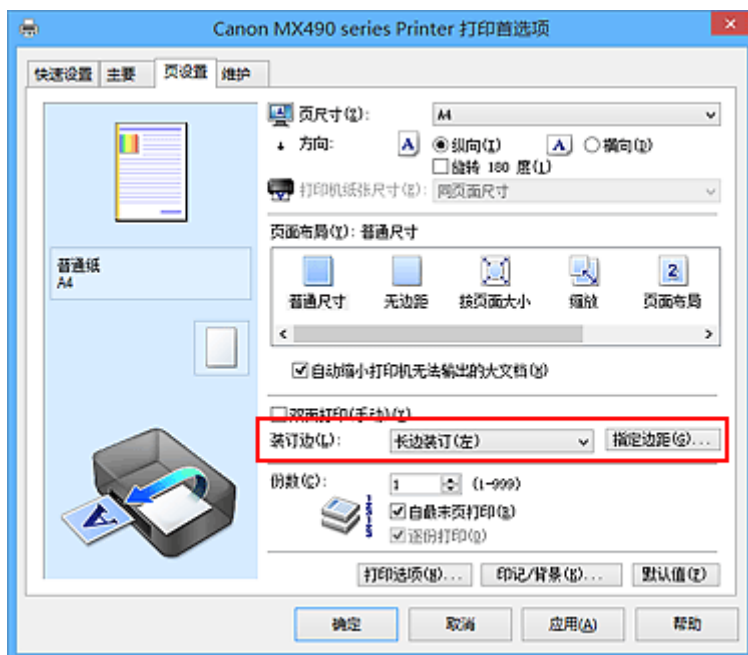 Canon MX490 series Printer 打印首选项
快速设置 主要 页设置 维护
页尺寸(Z): A4
方向: A 纵向(I) A 横向(D)
旋转 180 度(L)
打印机纸张尺寸(E): 同页面尺寸
页面布局(Y): 普通尺寸
普通纸
A4
2
普通尺寸 无边距 按页面大小 缩放 页面布局
自动缩小打印机无法输出的大文档(X)
双面打印(手动)(T)
装订边(L): 长边装订(左) 指定边距(G)...
份数(C): 1 (1-999)
自最末页打印(R)
逐份打印(O)
打印选项(N)... 印记/背景(K)... 默认值(F)
确定 取消 应用(A) 帮助